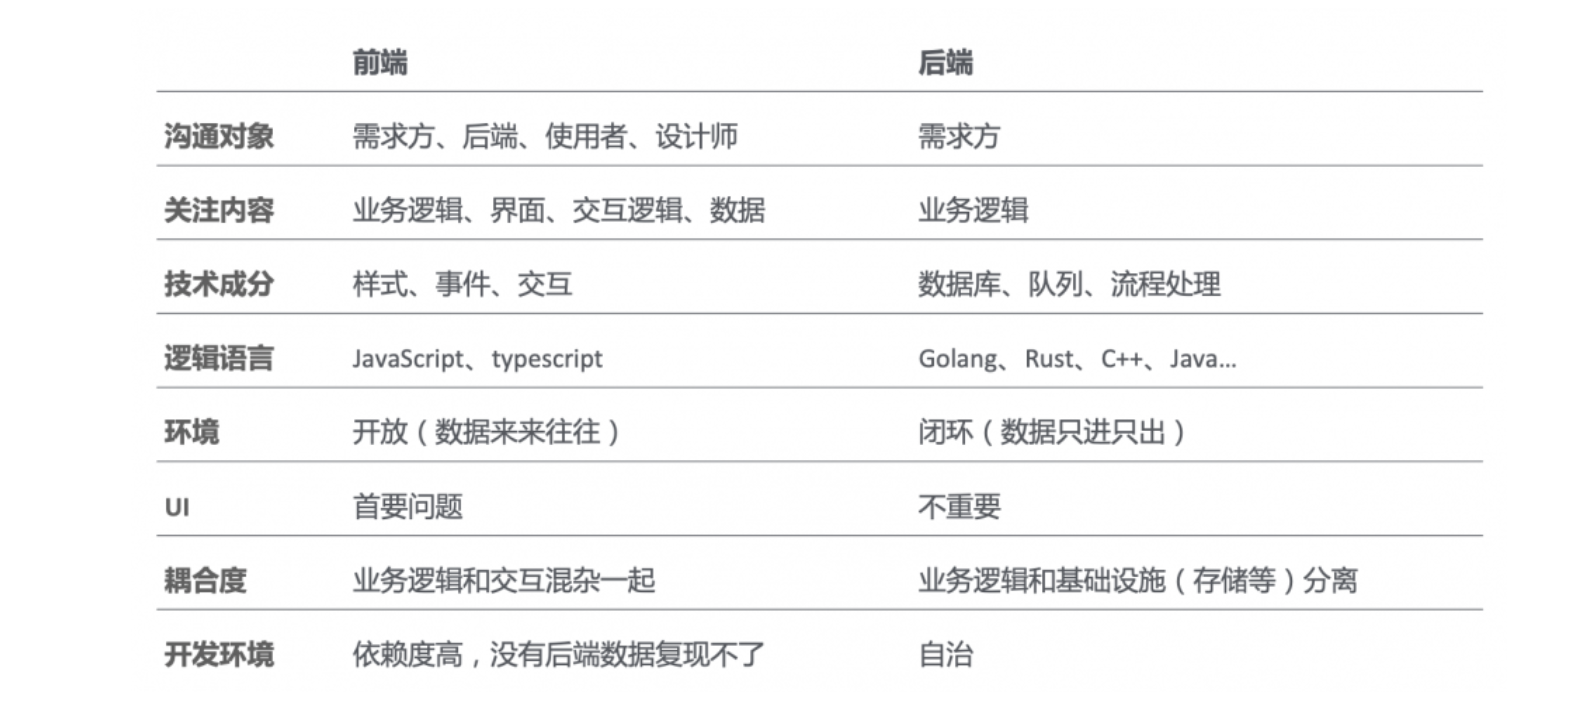 前端 后端
沟通对象 需求方、后端、使用者、设计师 需求方
关注内容 业务逻辑、界面、交互逻辑、数据 业务逻辑
技术成分 样式、事件、交互 数据库、队列、流程处理
逻辑语言 JavaScript、typescript Golang、Rust、C++、Java...
环境 开放（数据来来往往） 闭环（数据只进只出）
UI 首要问题 不重要
耦合度 业务逻辑和交互混杂一起 业务逻辑和基础设施（存储等）分离
开发环境 依赖度高，没有后端数据复现不了 自治